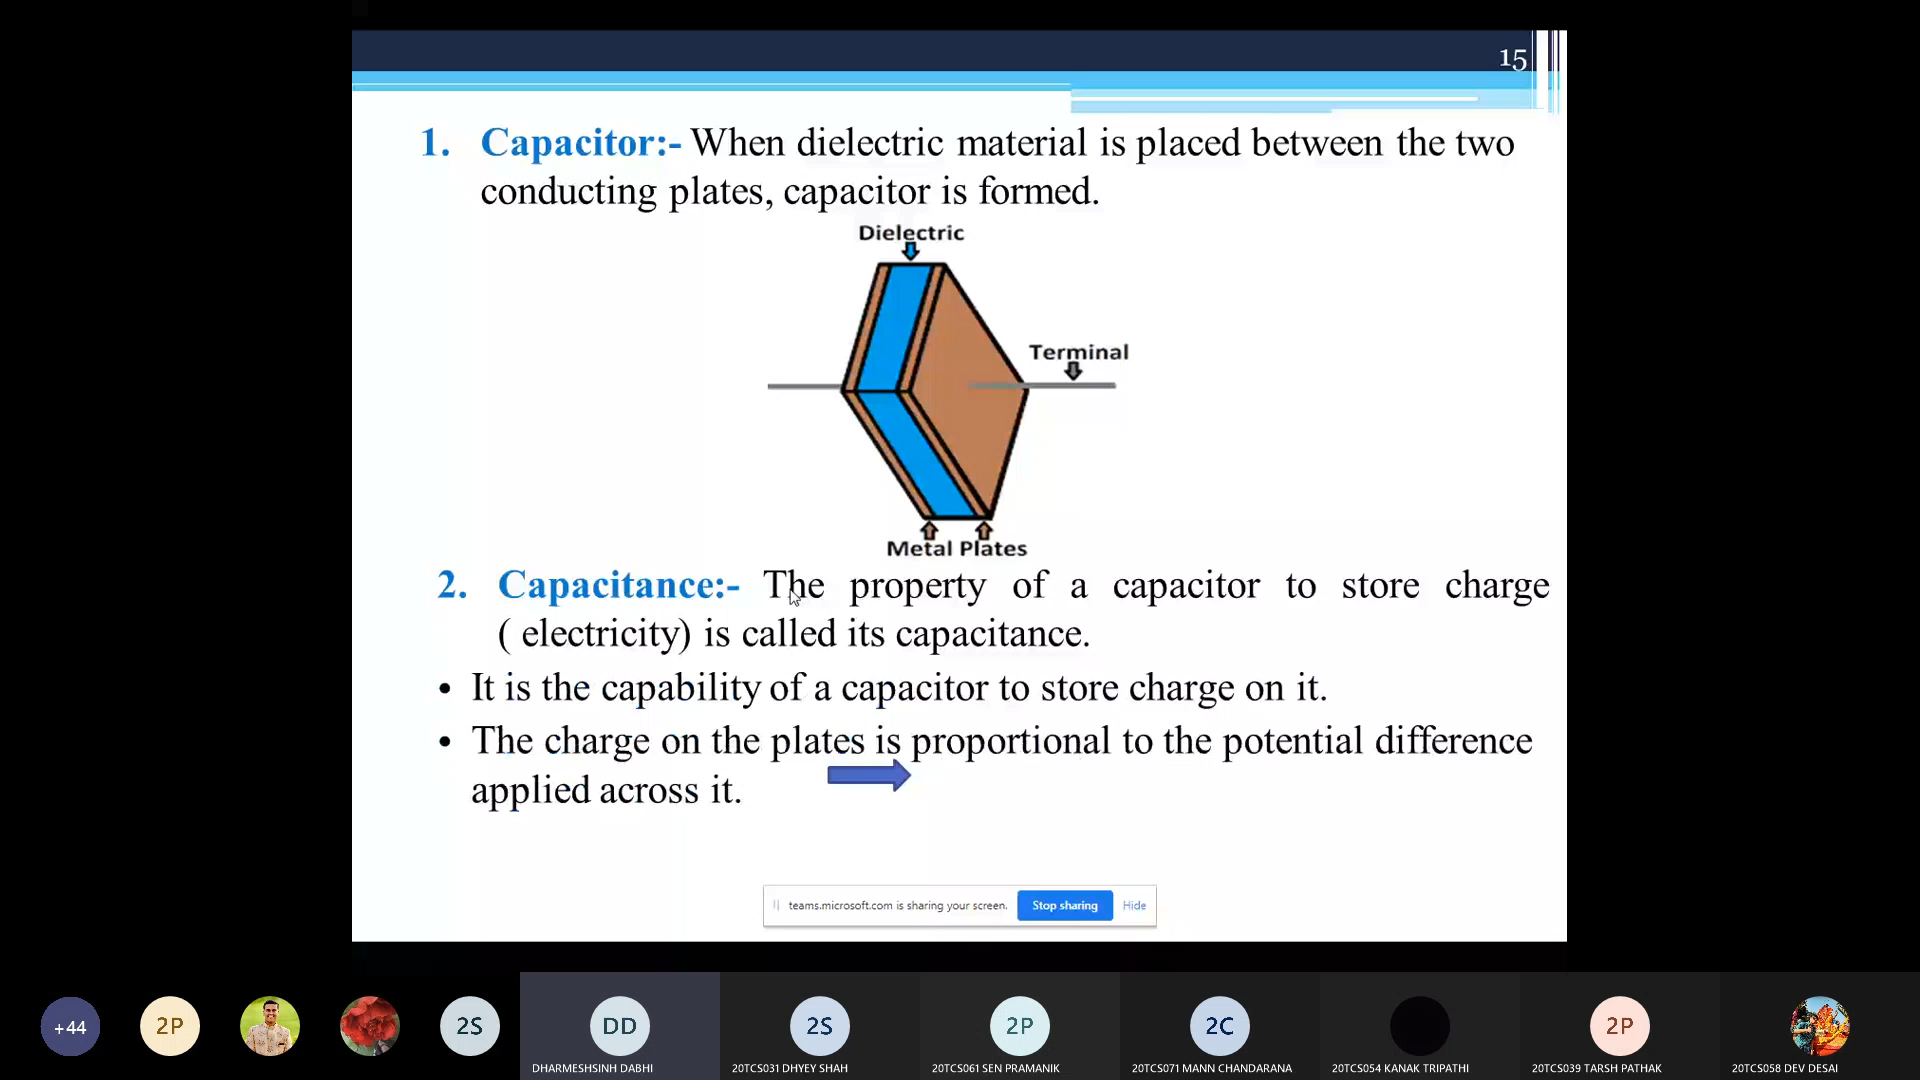 15
1. Capacitor:- When dielectric material is placed between the two
conducting plates, capacitor is formed.
Dielectric
Terminal
Metal Plates
2. Capacitance:- The property of a capacitor to store charge
( electricity) is called its capacitance.
• It is the capability of a capacitor to store charge on it.
• The charge on the plates is proportional to the potential difference
applied across it.
teams.microsoft.com is sharing your screen. Stop sharing Hide
+44 2P 2S DD 2S 2P 2C 2P
DHARMESHSINH DABHI 20TCS031 DHYEY SHAH 20TCS061 SEN PRAMANIK 20TCS071 MANN CHANDARANA 20TCS054 KANAK TRIPATHI 20TCS039 TARSH PATHAK 20TCS058 DEV DESAI